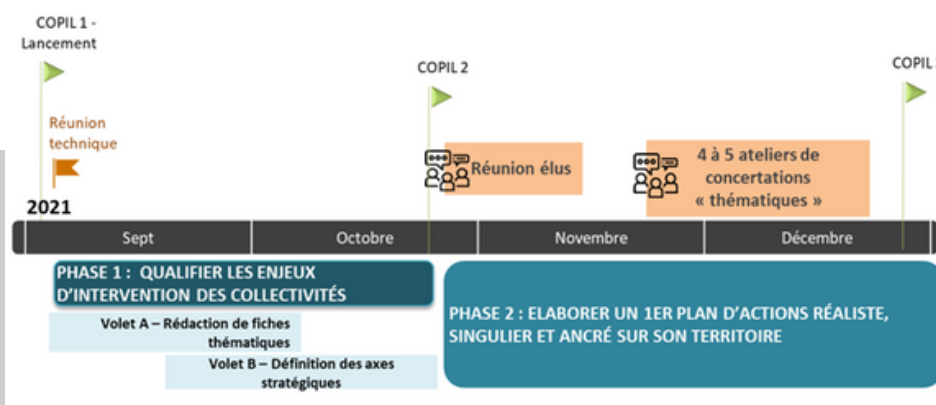 COPIL 1 -
Lancement
COPIL 2
COPIL
Réunion
technique
Réunion élus
4 à 5 ateliers de
concertations
« thématiques »
2021
Sept
Octobre
Novembre
Décembre
PHASE 1 : QUALIFIER LES ENJEUX
D'INTERVENTION DES COLLECTIVITÉS
Volet A – Rédaction de fiches
thématiques
Volet B – Définition des axes
stratégiques
PHASE 2 : ELABORER UN 1ER PLAN D'ACTIONS RÉALISTE,
SINGULIER ET ANCRÉ SUR SON TERRITOIRE